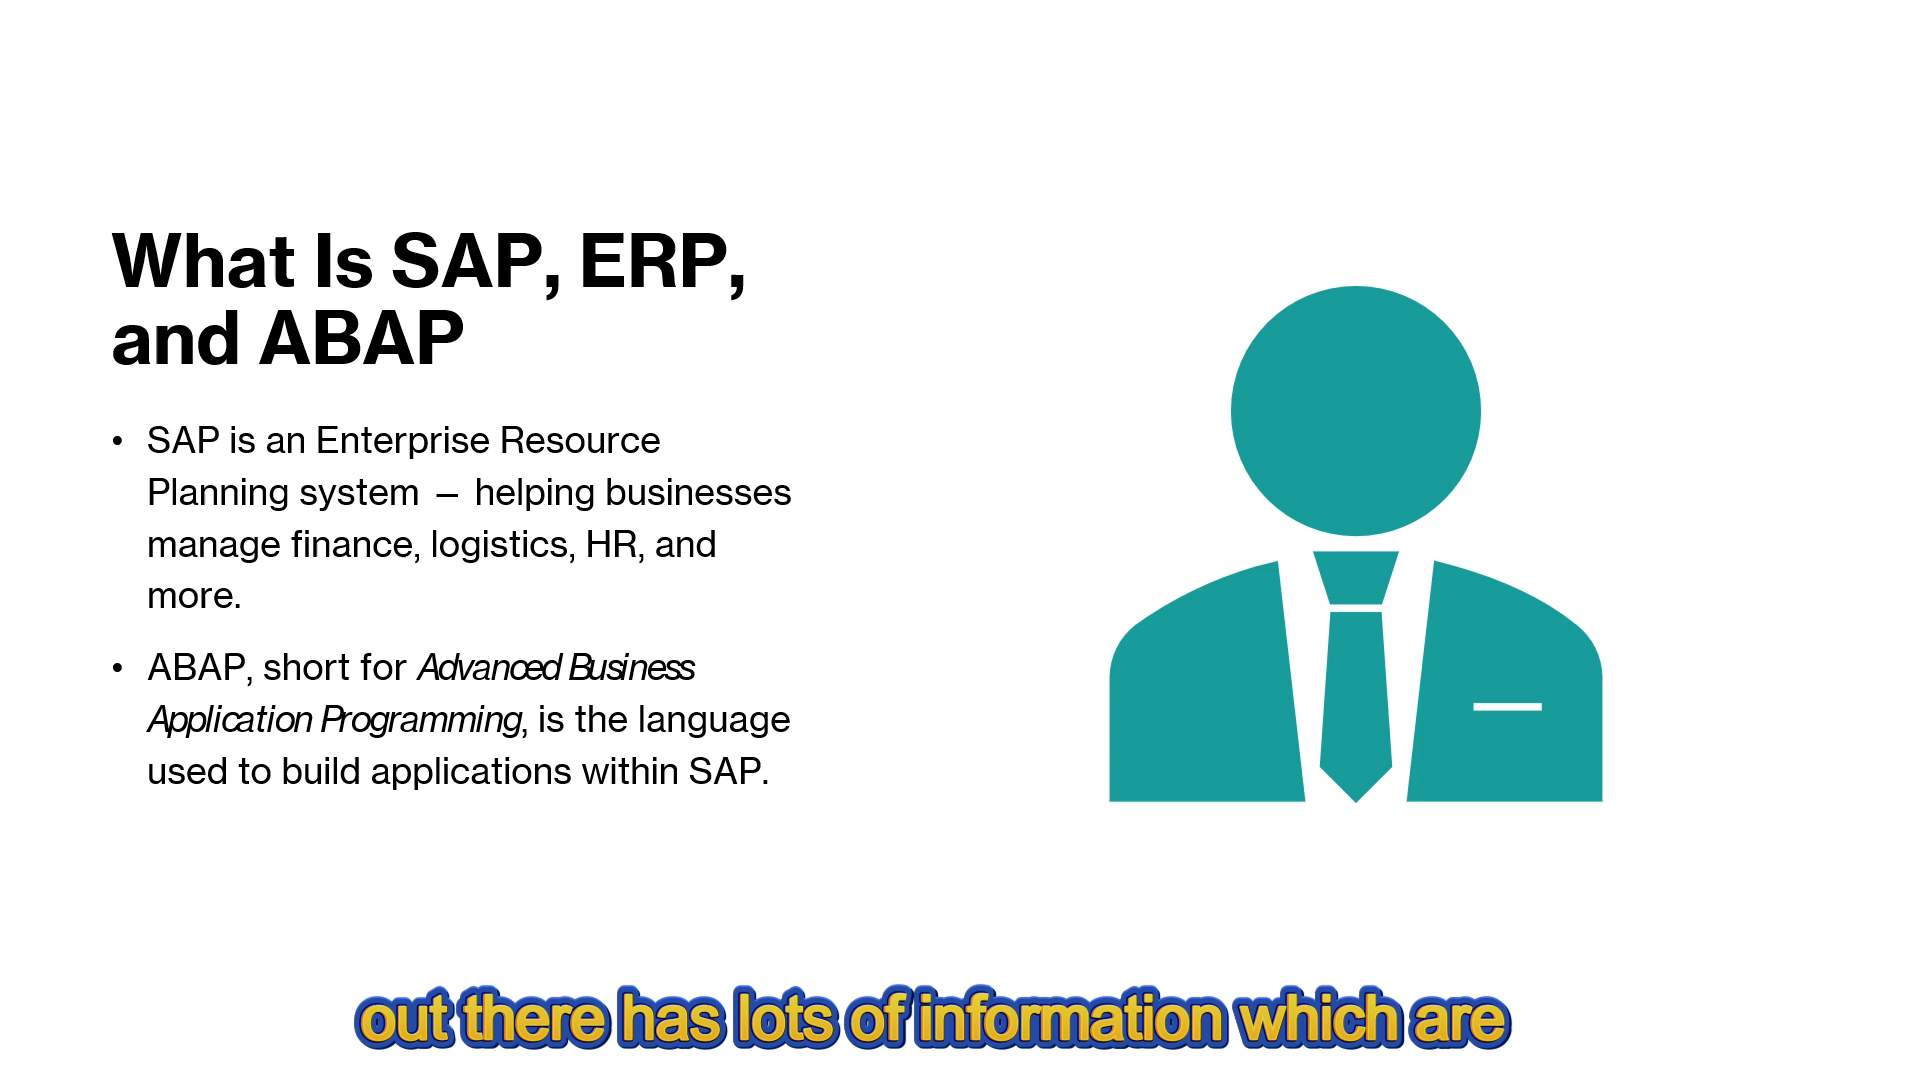 What Is SAP, ERP,
and ABAP
• SAP is an Enterprise Resource
Planning system – helping businesses
manage finance, logistics, HR, and
more.
• ABAP, short for Advanced Business
Application Programming, is the language
used to build applications within SAP.
out there has lots of information which are